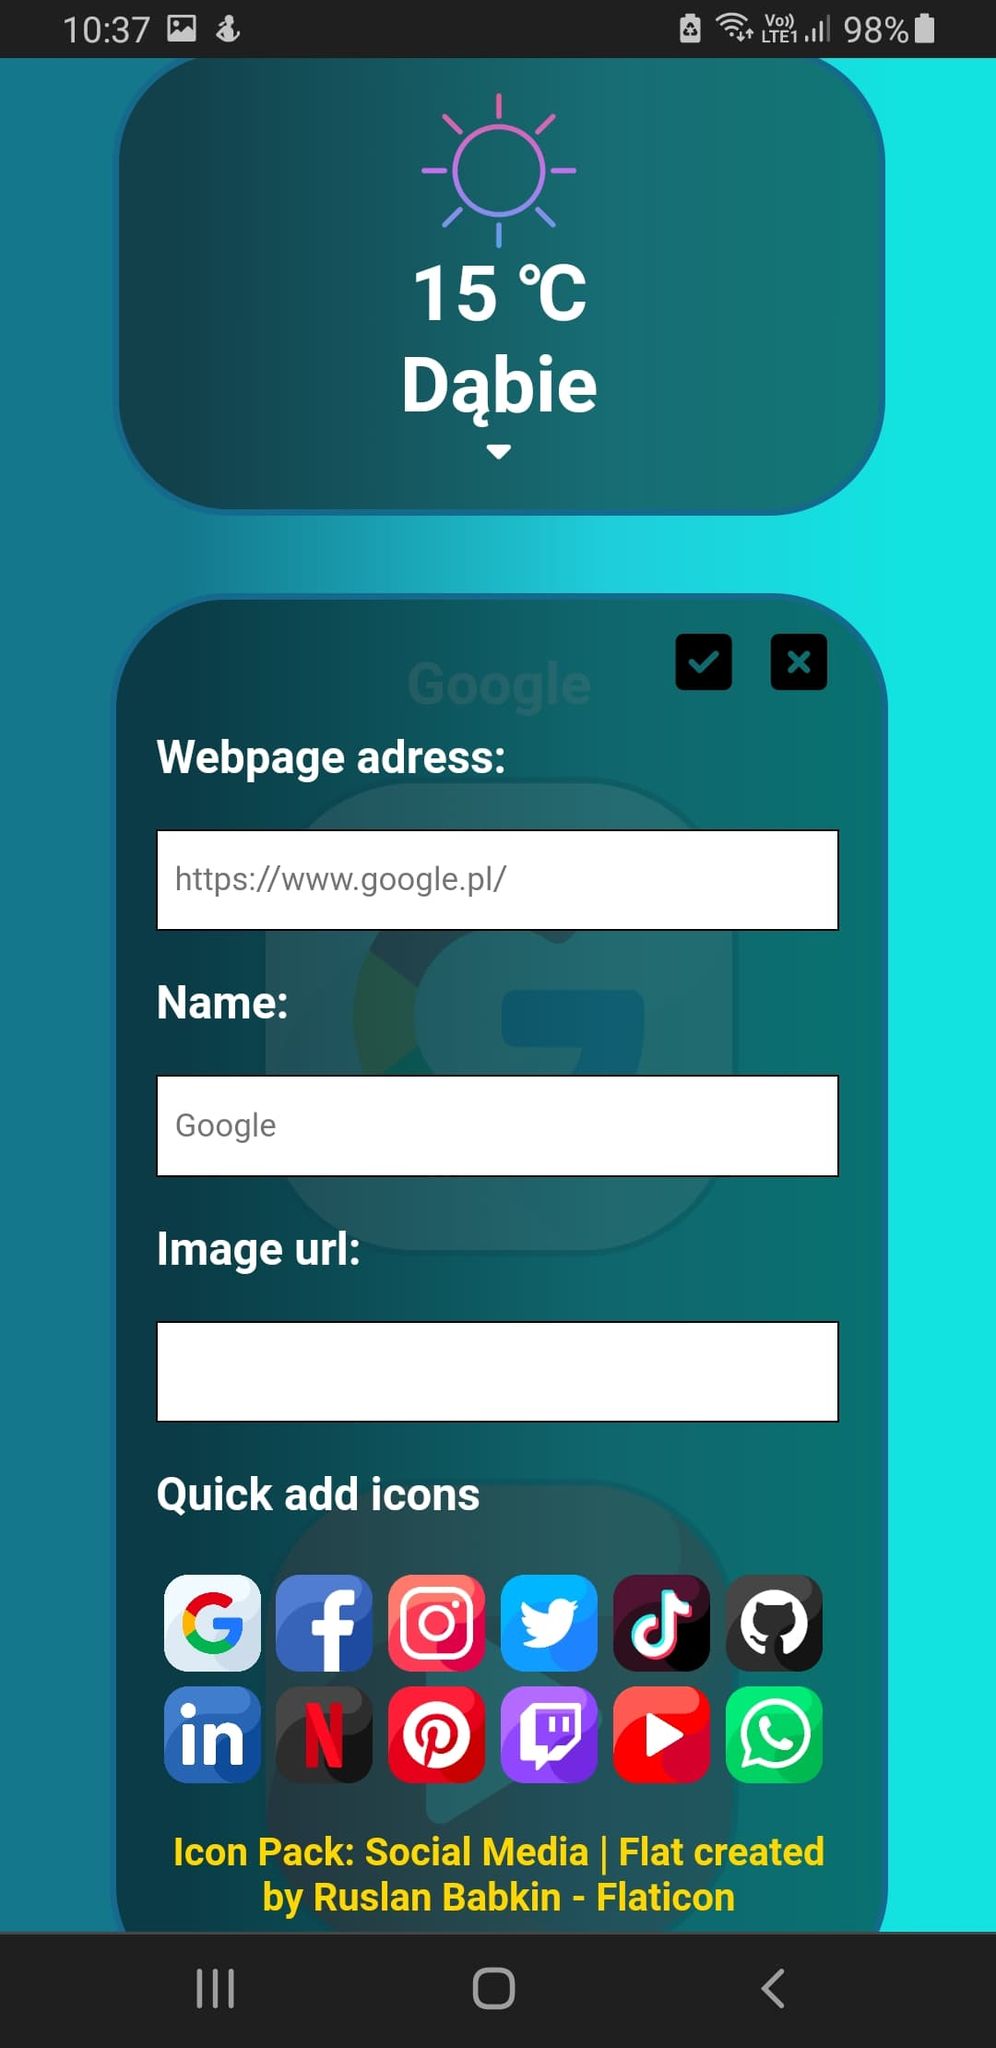 10:37
Vo))
LTE1
98%
15 °C
Dąbie
Google
Webpage adress:
https://www.google.pl/
Name:
Google
Image url:
Quick add icons
Icon Pack: Social Media | Flat created
by Ruslan Babkin - Flaticon